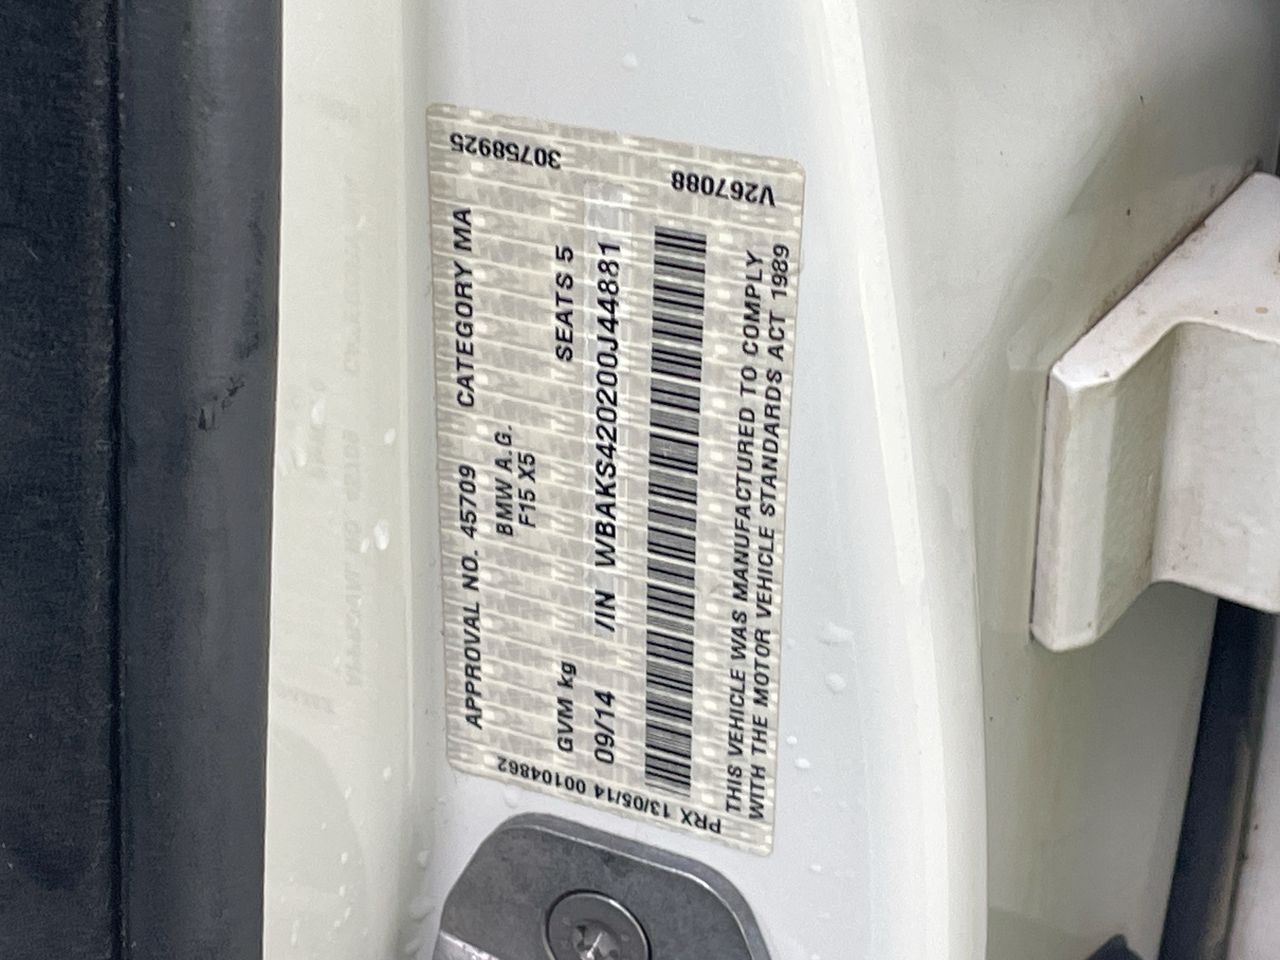 30758925
V267088
APPROVAL NO. 45709 CATEGORY MA
BMW A.G.
F15 X5
GVM kg SEATS 5
09/14 /IN WBAKS420200J44881
THIS VEHICLE WAS MANUFACTURED TO COMPLY
WITH THE MOTOR VEHICLE STANDARDS ACT 1989
PRX 13/05/14 00104862